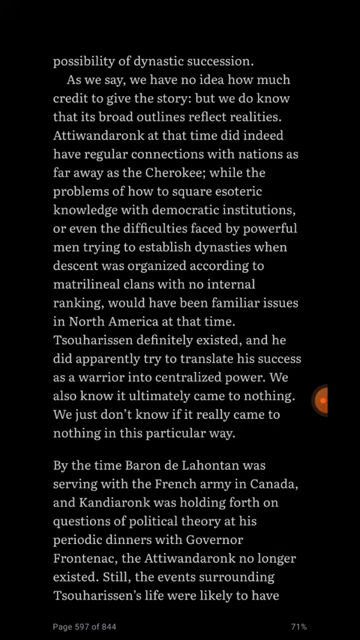 possibility of dynastic succession.
As we say, we have no idea how much
credit to give the story: but we do know
that its broad outlines reflect realities.
Attiwandaronk at that time did indeed
have regular connections with nations as
far away as the Cherokee; while the
problems of how to square esoteric
knowledge with democratic institutions,
or even the difficulties faced by powerful
men trying to establish dynasties when
descent was organized according to
matrilineal clans with no internal
ranking, would have been familiar issues
in North America at that time.
Tsouharissen definitely existed, and he
did apparently try to translate his success
as a warrior into centralized power. We
also know it ultimately came to nothing.
We just don't know if it really came to
nothing in this particular way.
By the time Baron de Lahontan was
serving with the French army in Canada,
and Kandiaronk was holding forth on
questions of political theory at his
periodic dinners with Governor
Frontenac, the Attiwandaronk no longer
existed. Still, the events surrounding
Tsouharissen's life were likely to have
Page 597 of 844 71%